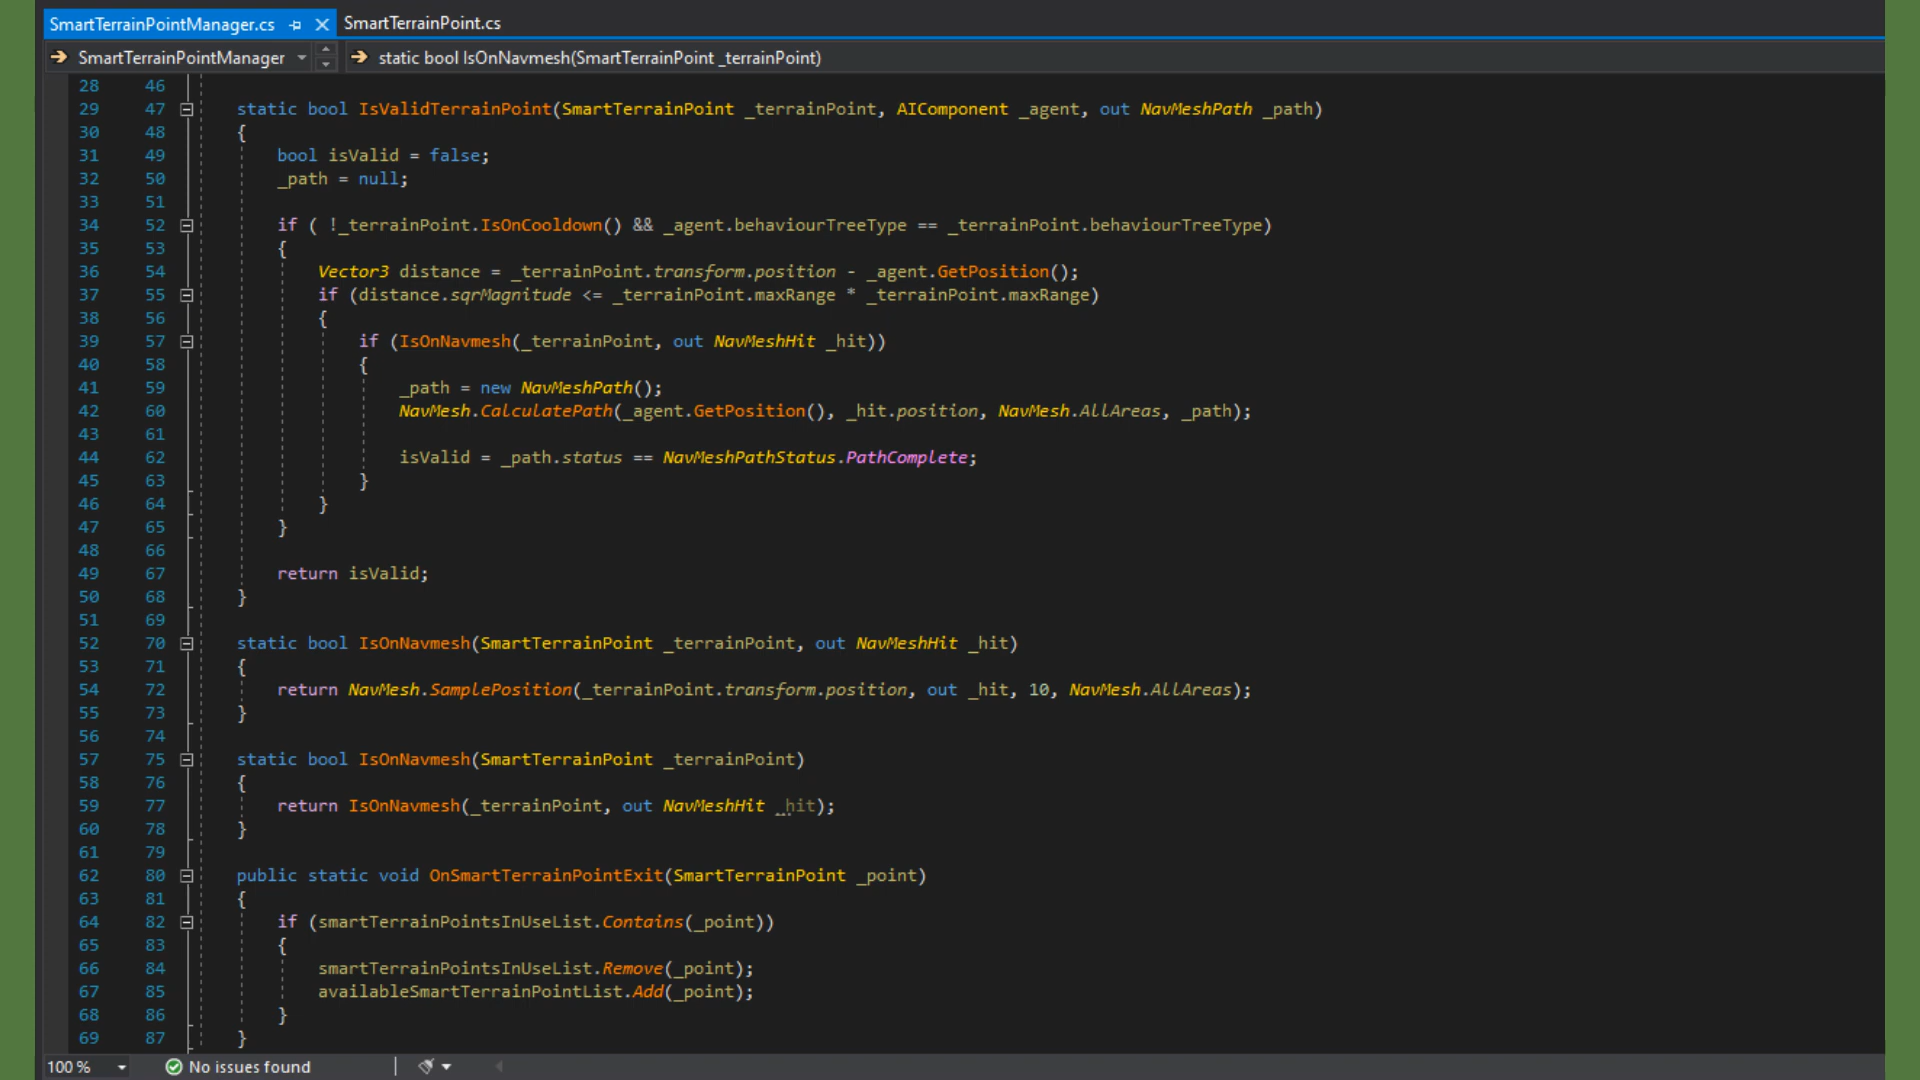 SmartTerrainPointManager.cs SmartTerrainPoint.cs
SmartTerrainPointManager static bool IsOnNavmesh(SmartTerrainPoint _terrainPoint)
28 46
29 47 static bool IsValidTerrainPoint(SmartTerrainPoint _terrainPoint, AIComponent _agent, out NavMeshPath _path)
30 48 {
31 49 bool isValid = false;
32 50 _path = null;
33 51
34 52 if ( !_terrainPoint.IsOnCooldown() && _agent.behaviourTreeType == _terrainPoint.behaviourTreeType)
35 53 {
36 54 Vector3 distance = _terrainPoint.transform.position - _agent.GetPosition();
37 55 if (distance.sqrMagnitude <= _terrainPoint.maxRange * _terrainPoint.maxRange)
38 56 {
39 57 if (IsOnNavmesh(_terrainPoint, out NavMeshHit _hit))
40 58 {
41 59 _path = new NavMeshPath();
42 60 NavMesh.CalculatePath(_agent.GetPosition(), _hit.position, NavMesh.AllAreas, _path);
43 61
44 62 isValid = _path.status == NavMeshPathStatus.PathComplete;
45 63 }
46 64 }
47 65 }
48 66
49 67 return isValid;
50 68 }
51 69
52 70 static bool IsOnNavmesh(SmartTerrainPoint _terrainPoint, out NavMeshHit _hit)
53 71 {
54 72 return NavMesh.SamplePosition(_terrainPoint.transform.position, out _hit, 10, NavMesh.AllAreas);
55 73 }
56 74
57 75 static bool IsOnNavmesh(SmartTerrainPoint _terrainPoint)
58 76 {
59 77 return IsOnNavmesh(_terrainPoint, out NavMeshHit _hit);
60 78 }
61 79
62 80 public static void OnSmartTerrainPointExit(SmartTerrainPoint _point)
63 81 {
64 82 if (smartTerrainPointsInUseList.Contains(_point))
65 83 {
66 84 smartTerrainPointsInUseList.Remove(_point);
67 85 availableSmartTerrainPointList.Add(_point);
68 86 }
69 87 }
100 % No issues found